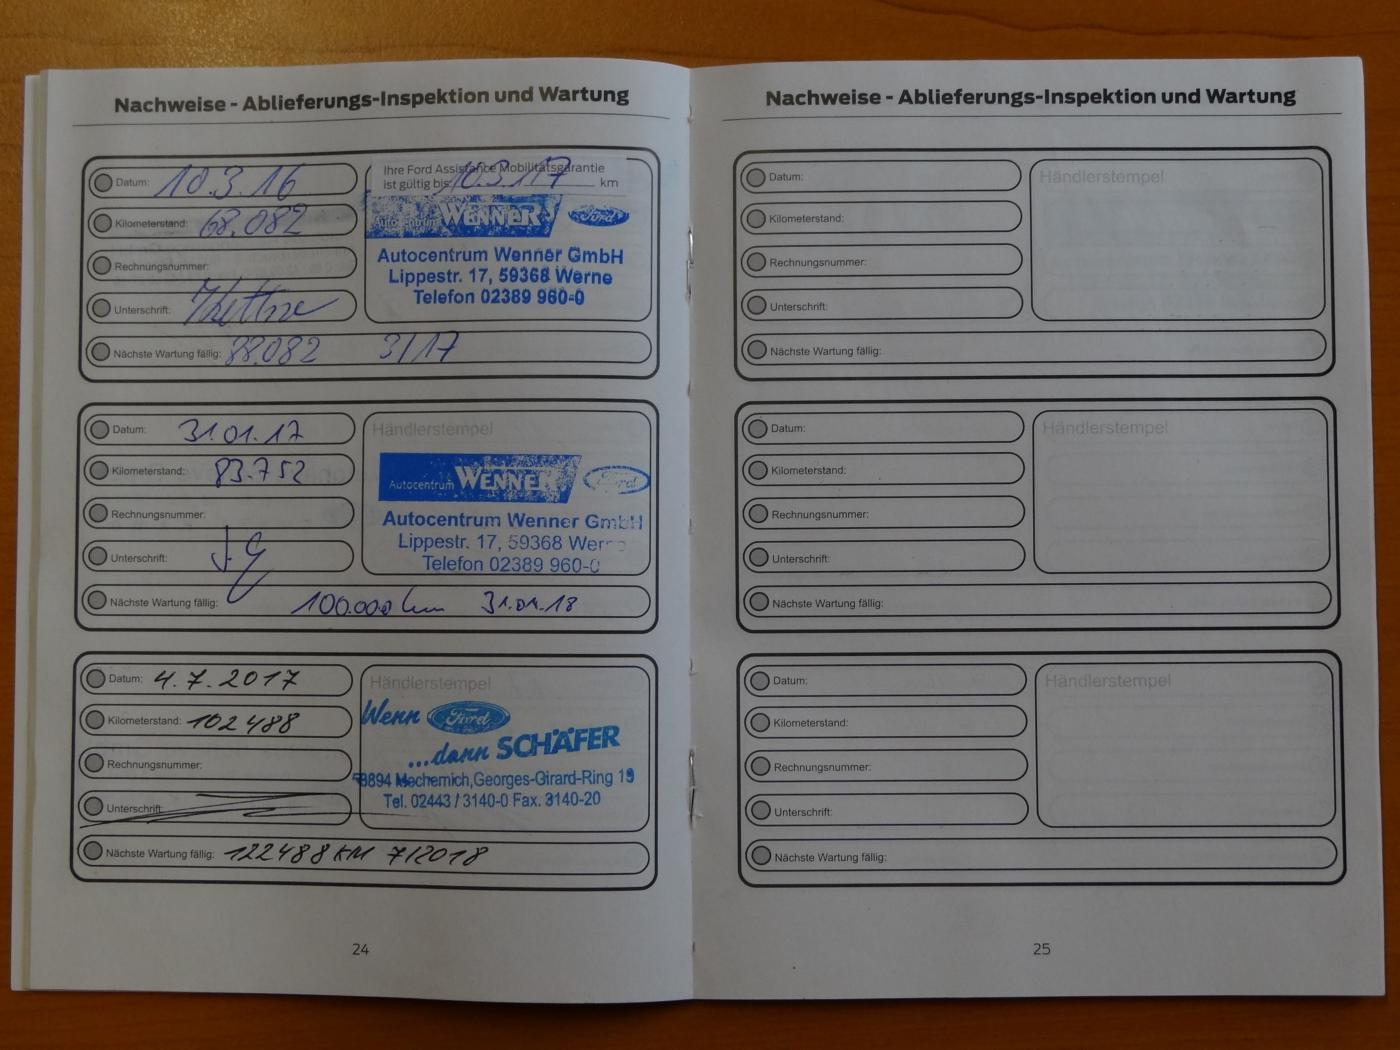 Nachweise - Ablieferungs-Inspektion und Wartung
Datum: 10.3.16
Kilometerstand: 68.082
Rechnungsnummer:
Unterschrift:
Nächste Wartung fällig: 88.082 3/17
Ihre Ford Assistance Mobilitätsgarantie
ist gültig bis: 10.3.17 km
Autocentrum WENNER Ford
Autocentrum Wenner GmbH
Lippestr. 17, 59368 Werne
Telefon 02389 960-0
Datum: 31.01.17
Kilometerstand: 83.752
Rechnungsnummer:
Unterschrift:
Nächste Wartung fällig: 100.000 km 31.01.18
Händlerstempel
Autocentrum WENNER Ford
Autocentrum Wenner GmbH
Lippestr. 17, 59368 Werne
Telefon 02389 960-0
Datum: 4.7.2017
Kilometerstand: 102488
Rechnungsnummer:
Unterschrift:
Nächste Wartung fällig: 122488 KM 7/2018
Händlerstempel
Wenn Ford
...dann SCHÄFER
53894 Mechernich, Georges-Girard-Ring 19
Tel. 02443 / 3140-0 Fax. 3140-20
24
Nachweise - Ablieferungs-Inspektion und Wartung
Datum:
Kilometerstand:
Rechnungsnummer:
Unterschrift:
Nächste Wartung fällig:
Händlerstempel
Datum:
Kilometerstand:
Rechnungsnummer:
Unterschrift:
Nächste Wartung fällig:
Händlerstempel
Datum:
Kilometerstand:
Rechnungsnummer:
Unterschrift:
Nächste Wartung fällig:
Händlerstempel
25